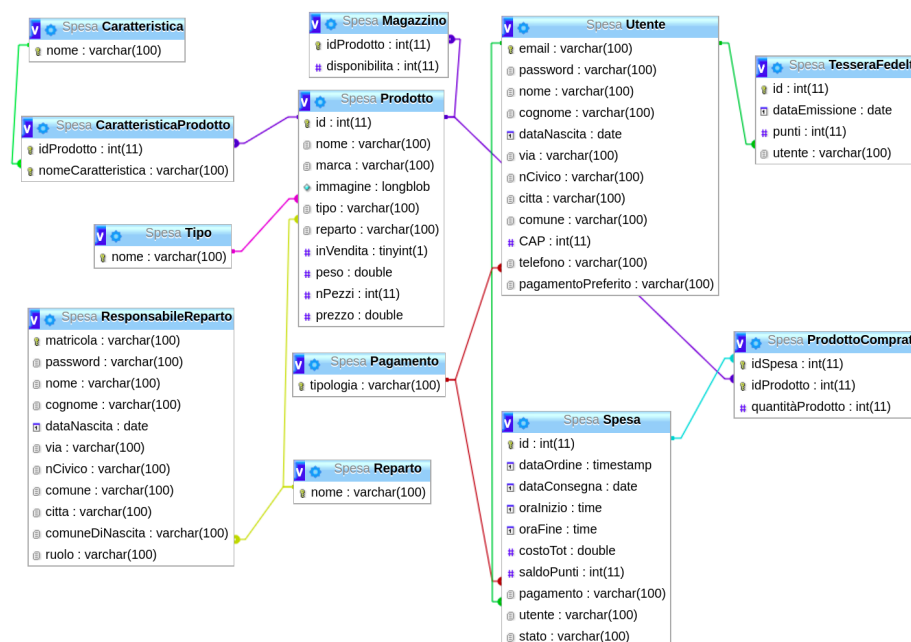 Spesa Caratteristica
nome : varchar(100)
Spesa CaratteristicaProdotto
idProdotto : int(11)
nomeCaratteristica : varchar(100)
Spesa Tipo
nome : varchar(100)
Spesa ResponsabileReparto
matricola : varchar(100)
password : varchar(100)
nome : varchar(100)
cognome : varchar(100)
dataNascita : date
via : varchar(100)
nCivico : varchar(100)
comune : varchar(100)
citta : varchar(100)
comuneDiNascita : varchar(100)
ruolo : varchar(100)
Spesa Magazzino
idProdotto : int(11)
disponibilita : int(11)
Spesa Prodotto
id : int(11)
nome : varchar(100)
marca : varchar(100)
immagine : longblob
tipo : varchar(100)
reparto : varchar(100)
inVendita : tinyint(1)
peso : double
nPezzi : int(11)
prezzo : double
Spesa Pagamento
tipologia : varchar(100)
Spesa Reparto
nome : varchar(100)
Spesa Utente
email : varchar(100)
password : varchar(100)
nome : varchar(100)
cognome : varchar(100)
dataNascita : date
via : varchar(100)
nCivico : varchar(100)
citta : varchar(100)
comune : varchar(100)
CAP : int(11)
telefono : varchar(100)
pagamentoPreferito : varchar(100)
Spesa Spesa
id : int(11)
dataOrdine : timestamp
dataConsegna : date
oraInizio : time
oraFine : time
costoTot : double
saldoPunti : int(11)
pagamento : varchar(100)
utente : varchar(100)
stato : varchar(100)
Spesa TesseraFedelt
id : int(11)
dataEmissione : date
punti : int(11)
utente : varchar(100)
Spesa ProdottoComprat
idSpesa : int(11)
idProdotto : int(11)
quantitàProdotto : int(11)